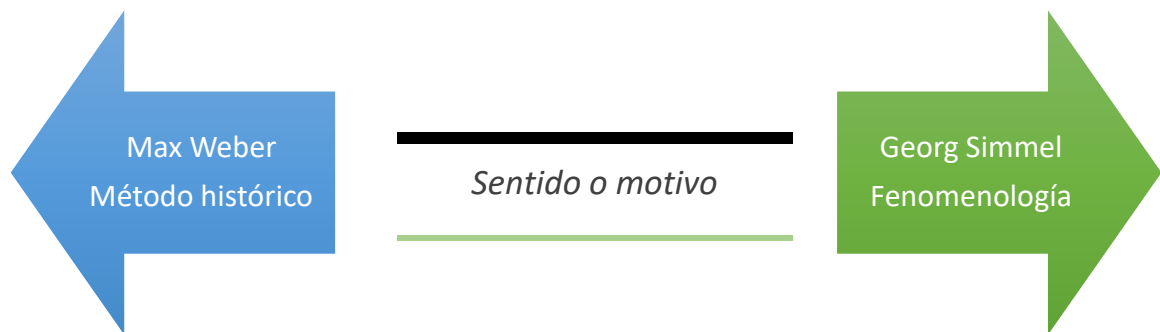 Max Weber
Método histórico
Sentido o motivo
Georg Simmel
Fenomenología